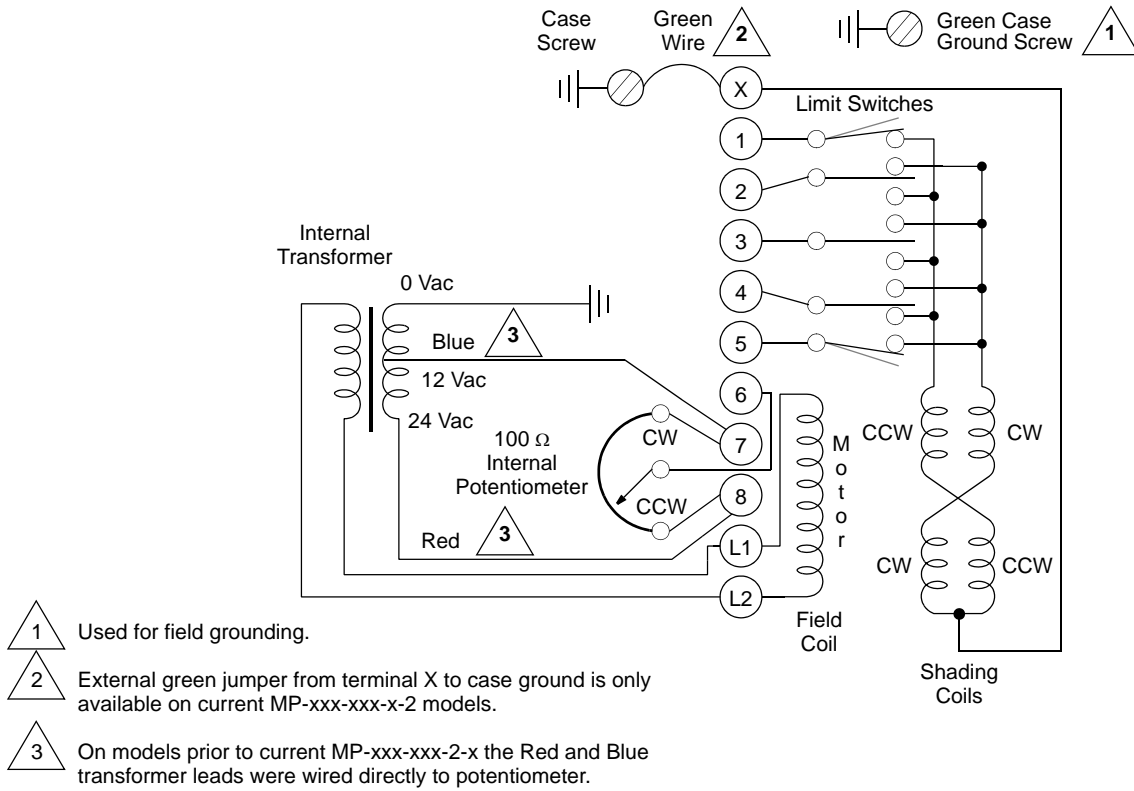 Case
Screw
Green
Wire
2
Green Case
Ground Screw
1
X
Limit Switches
1
2
3
4
5
6
7
8
L1
L2
Internal
Transformer
0 Vac
Blue
3
12 Vac
24 Vac
100 Ω
Internal
Potentiometer
CW
CCW
Red
3
Motor
Field
Coil
CCW
CW
CW
CCW
Shading
Coils
1 Used for field grounding.
2 External green jumper from terminal X to case ground is only
available on current MP-xxx-xxx-x-2 models.
3 On models prior to current MP-xxx-xxx-2-x the Red and Blue
transformer leads were wired directly to potentiometer.